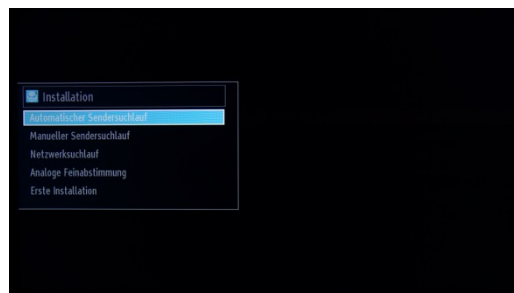 Installation
Automatischer Sendersuchlauf
Manueller Sendersuchlauf
Netzwerksuchlauf
Analoge Feinabstimmung
Erste Installation